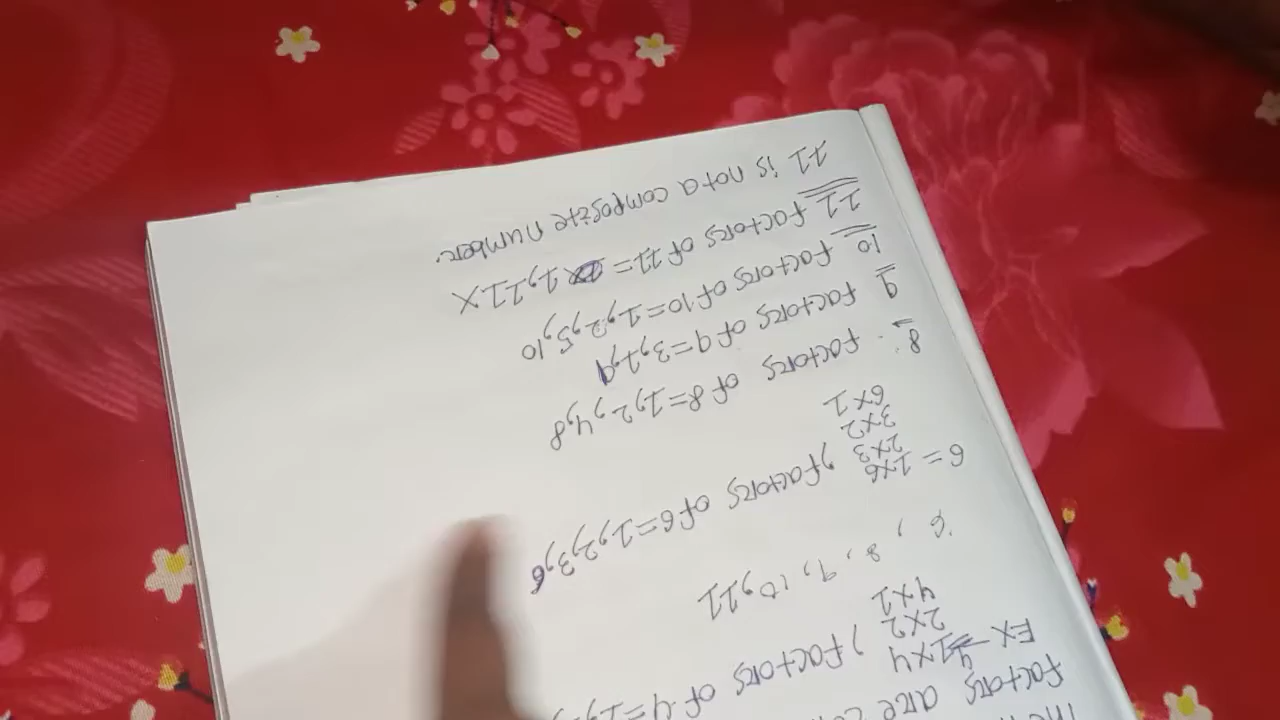 The n
factors are co
EX - 4 1x4 , factors of 4=1,
2x2
4x1
6, 8, 9, 10, 11
6 = 1x6 , factors of 6=1,2,3,6
2x3
3x2
6x1
8. factors of 8=1,2,4,8
9 factors of 9=3,1,9
10 factors of 10=1,2,5,10
11 factors of 11= 1,11 x
11 is not a composite number.